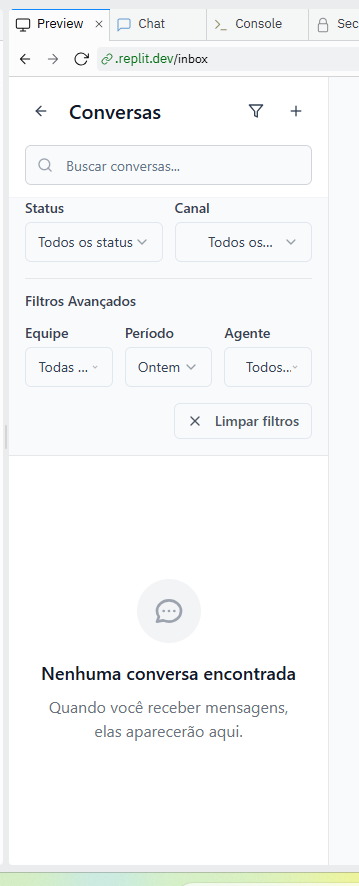 Preview × Chat Console Sec
.replit.dev/inbox
Conversas
Buscar conversas...
Status Canal
Todos os status Todos os...
Filtros Avançados
Equipe Período Agente
Todas ... Ontem Todos...
Limpar filtros
Nenhuma conversa encontrada
Quando você receber mensagens,
elas aparecerão aqui.